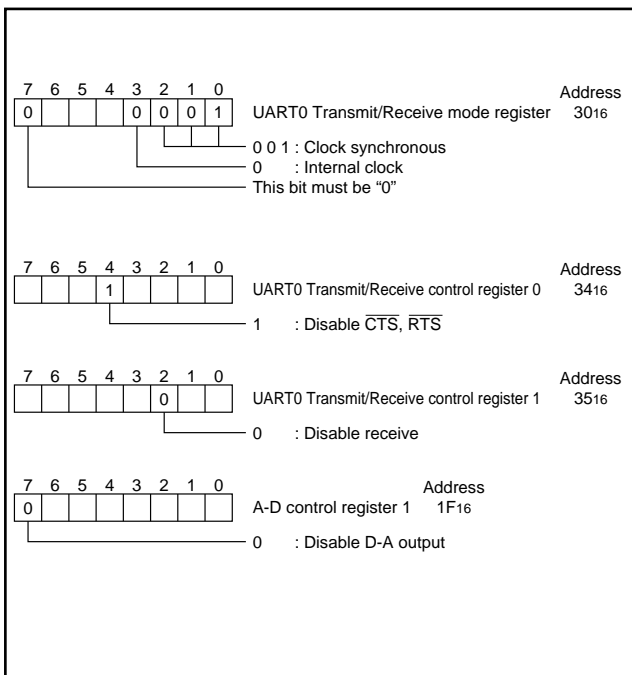 7 6 5 4 3 2 1 0 Address
0 0 0 0 1 UART0 Transmit/Receive mode register 3016
0 0 1 : Clock synchronous
0 : Internal clock
This bit must be “0”
7 6 5 4 3 2 1 0 Address
1 UART0 Transmit/Receive control register 0 3416
1 : Disable C̅T̅S̅, R̅T̅S̅
7 6 5 4 3 2 1 0 Address
0 UART0 Transmit/Receive control register 1 3516
0 : Disable receive
7 6 5 4 3 2 1 0 Address
0 A-D control register 1 1F16
0 : Disable D-A output